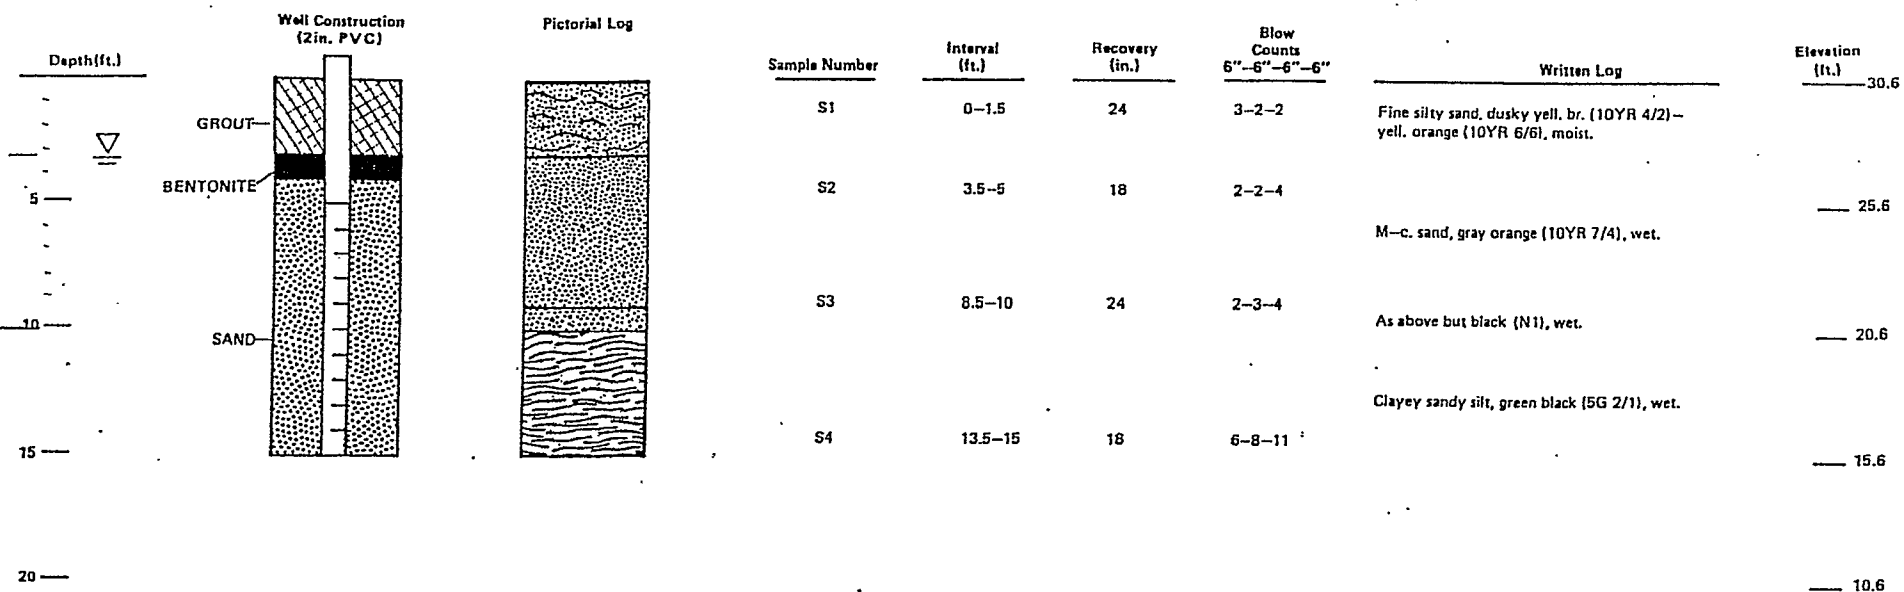 Well Construction
(2in. PVC)
Pictorial Log
Depth(ft.)
Sample Number
Interval
(ft.)
Recovery
(in.)
Blow
Counts
6"--6"--6"--6"
Written Log
Elevation
(ft.)
30.6
GROUT
S1 0–1.5 24 3–2–2
Fine silty sand, dusky yell. br. (10YR 4/2)–
yell. orange (10YR 6/6), moist.
BENTONITE
S2 3.5–5 18 2–2–4
5
25.6
M–c. sand, gray orange (10YR 7/4), wet.
S3 8.5–10 24 2–3–4
As above but black (N1), wet.
10
SAND
20.6
Clayey sandy silt, green black (5G 2/1), wet.
S4 13.5–15 18 6–8–11
15
15.6
20
10.6